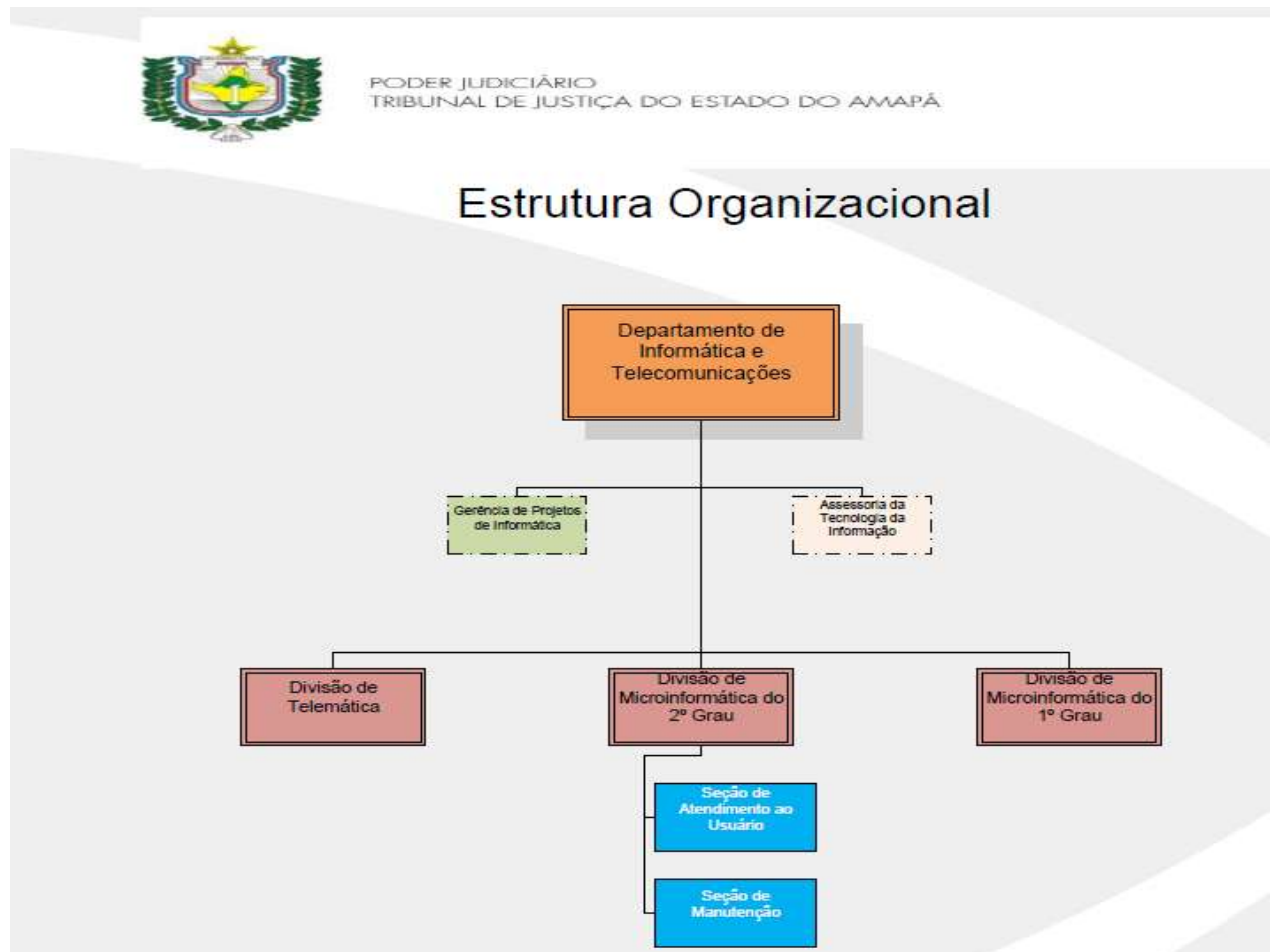 PODER JUDICIÁRIO
TRIBUNAL DE JUSTIÇA DO ESTADO DO AMAPÁ
Estrutura Organizacional
Departamento de
Informática e
Telecomunicações
Gerência de Projetos
de Informática
Assessoria da
Tecnologia da
Informação
Divisão de
Telemática
Divisão de
Microinformática do
2º Grau
Divisão de
Microinformática do
1º Grau
Seção de
Atendimento ao
Usuário
Seção de
Manutenção